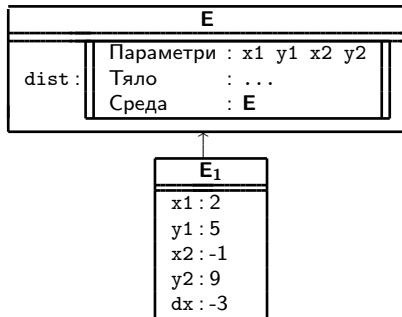 E
Параметри : x1 y1 x2 y2
dist : Тяло : ...
Среда : E
E₁
x1 : 2
y1 : 5
x2 : -1
y2 : 9
dx : -3